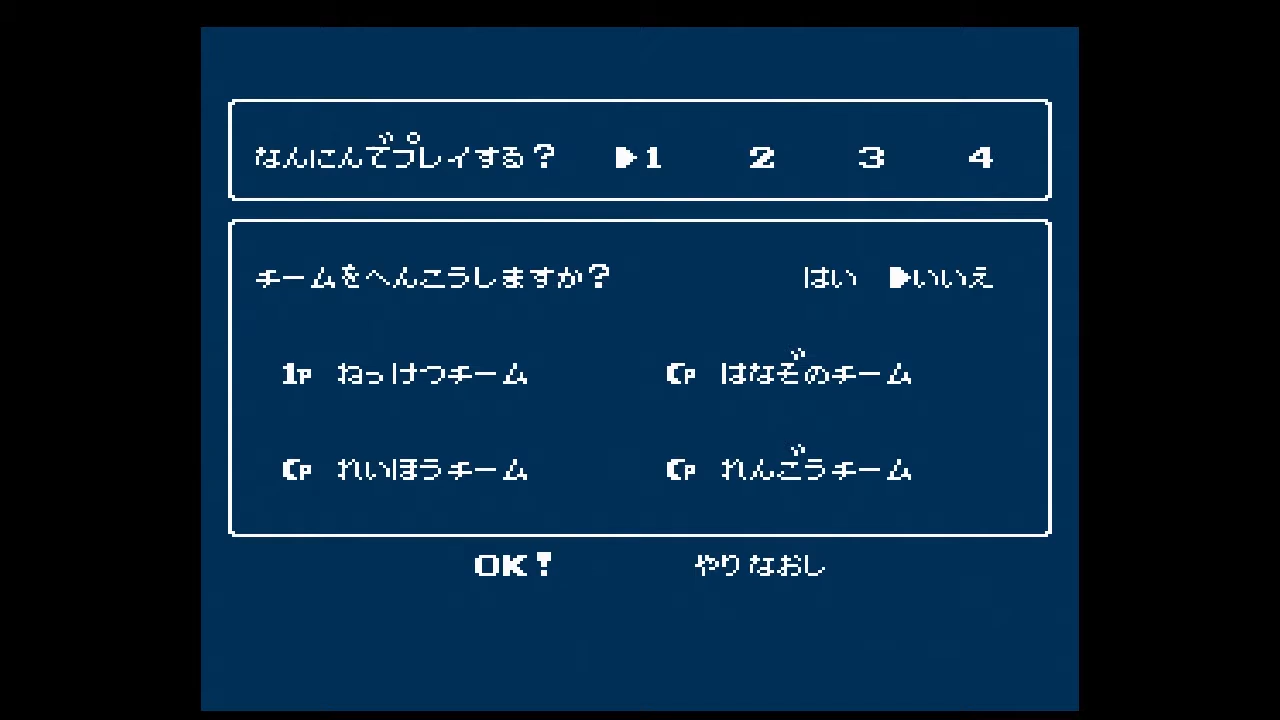 なんにんでプレイする? ▶1 2 3 4
チームをへんこうしますか? はい ▶いいえ
1P ねっけつチーム CP はなぞのチーム
CP れいほうチーム CP れんごうチーム
OK! やりなおし